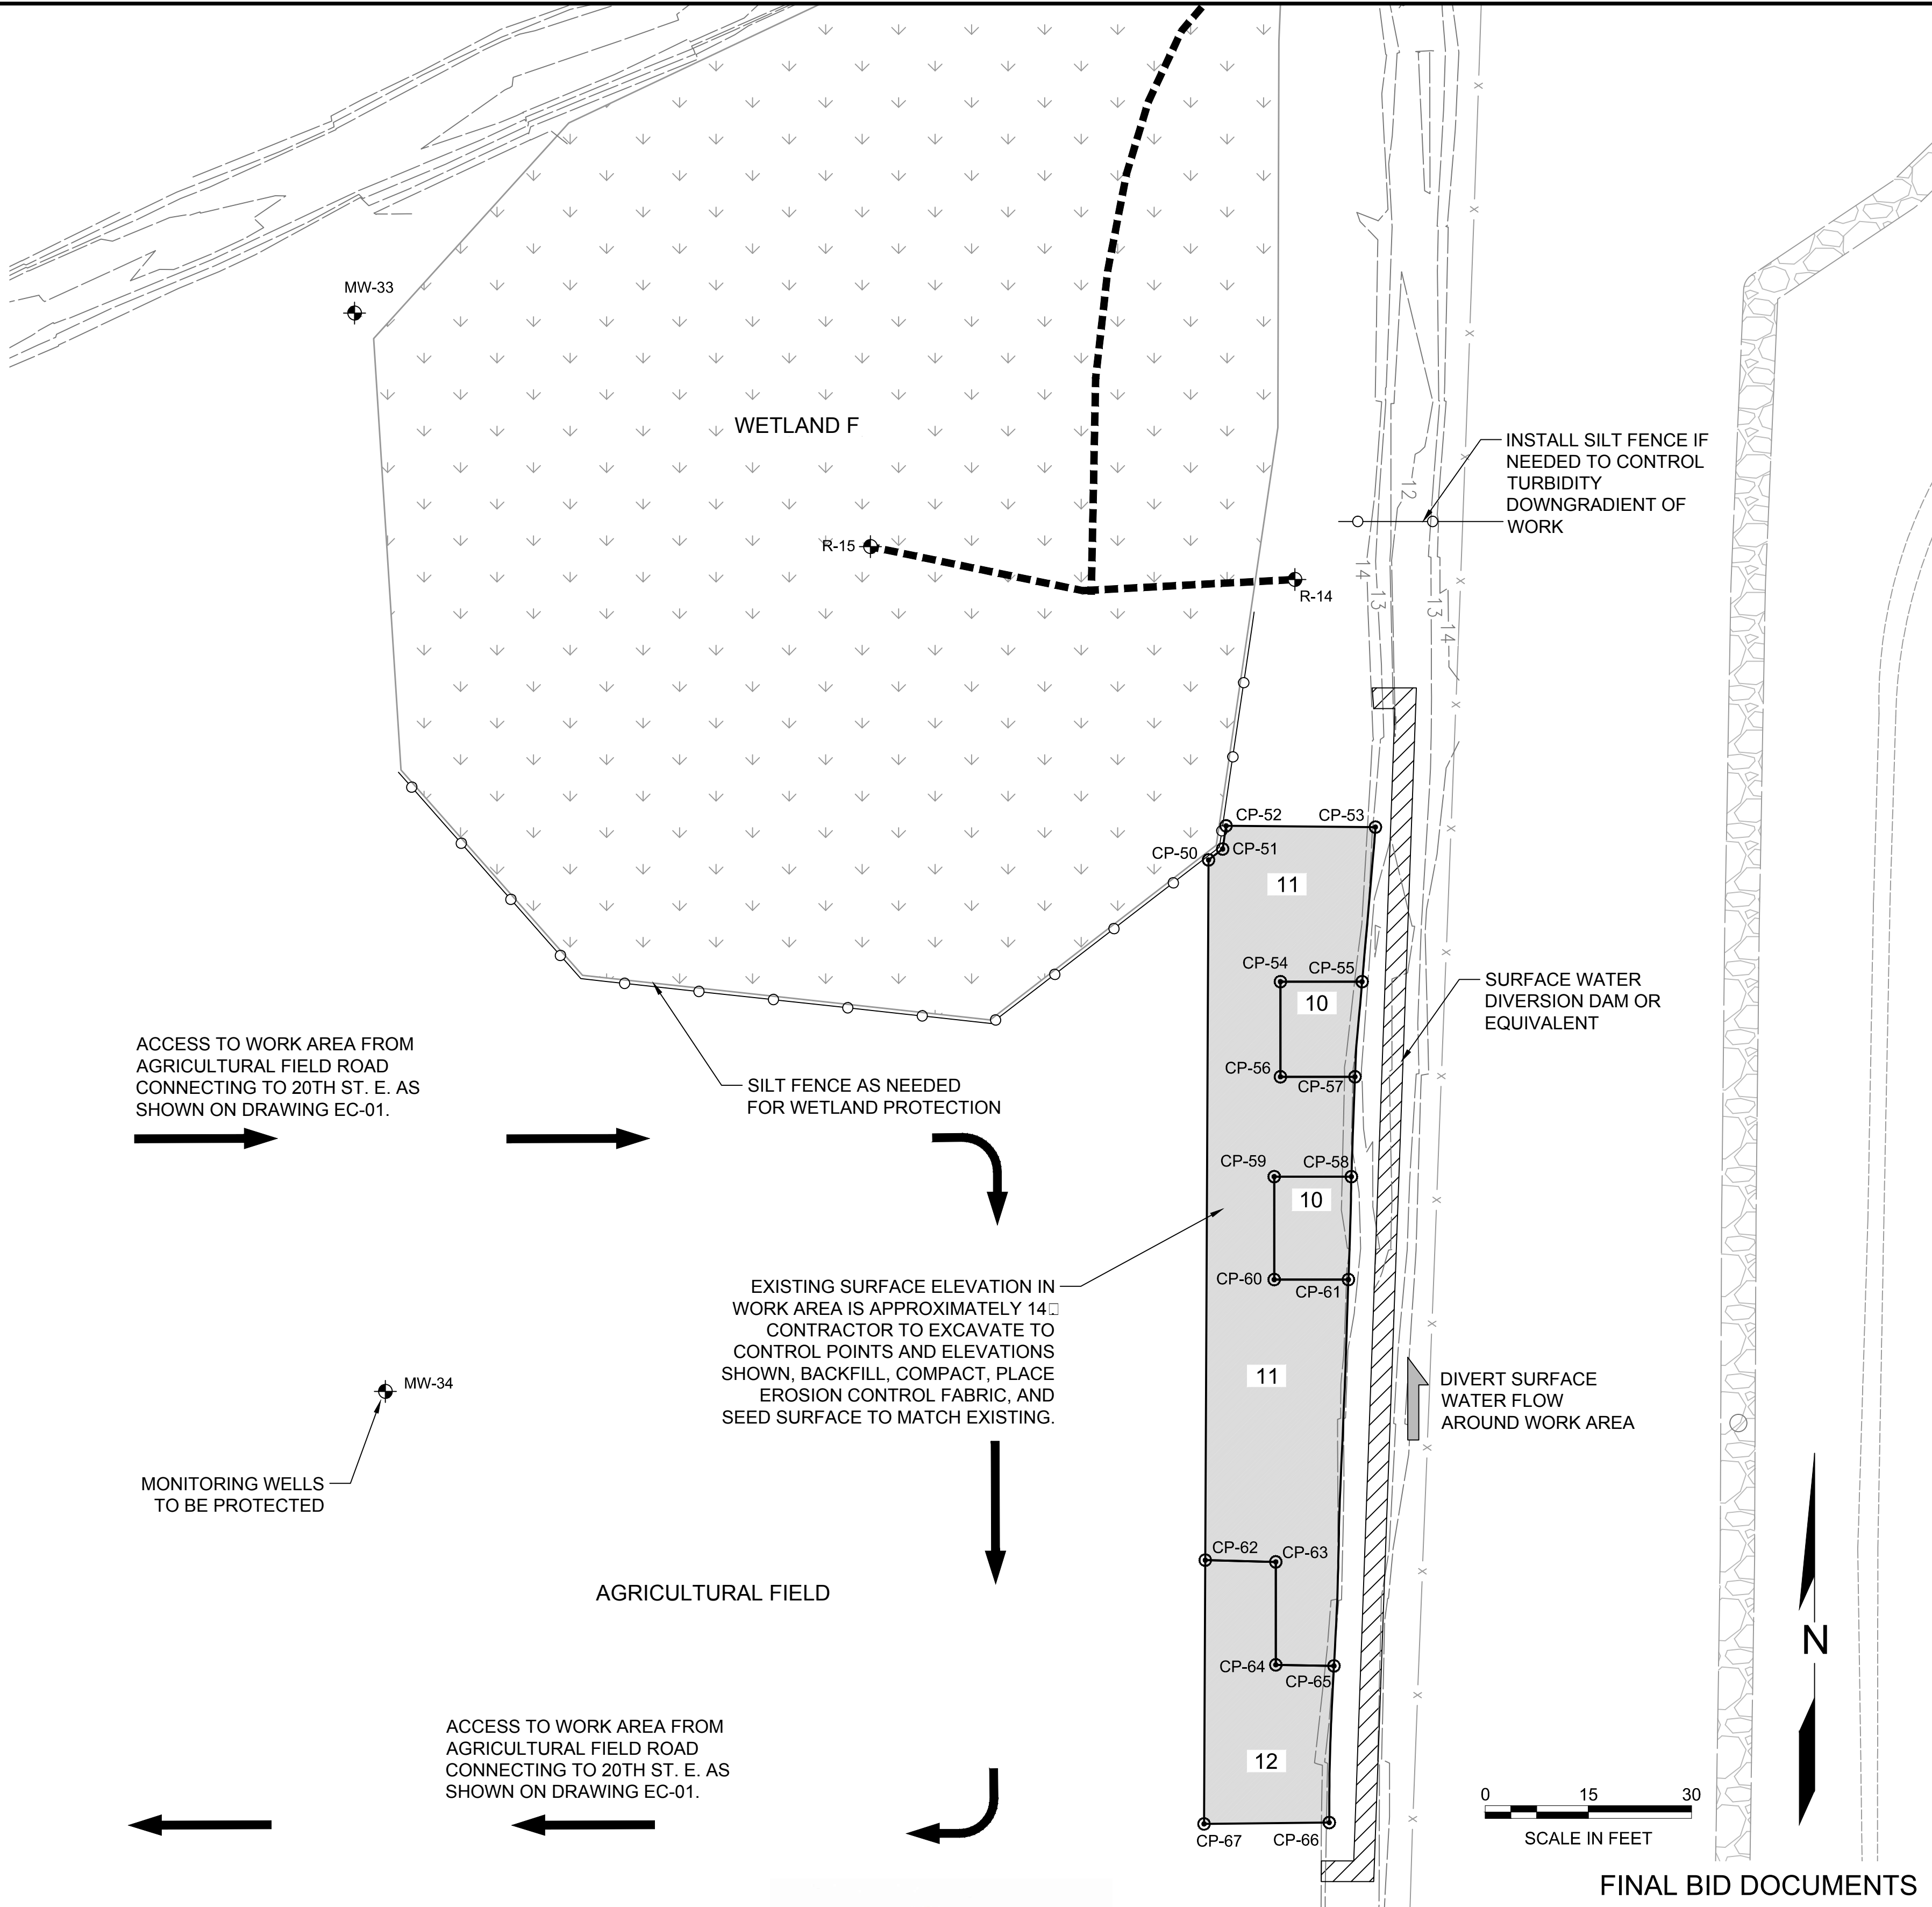 MW-33
WETLAND F
INSTALL SILT FENCE IF
NEEDED TO CONTROL
TURBIDITY
DOWNGRADIENT OF
WORK
12
R-15
R-14
14
13
13
14
CP-52
CP-53
CP-50
CP-51
11
CP-54
CP-55
10
SURFACE WATER
DIVERSION DAM OR
EQUIVALENT
ACCESS TO WORK AREA FROM
AGRICULTURAL FIELD ROAD
CONNECTING TO 20TH ST. E. AS
SHOWN ON DRAWING EC-01.
SILT FENCE AS NEEDED
FOR WETLAND PROTECTION
CP-56
CP-57
CP-59
CP-58
10
CP-60
CP-61
EXISTING SURFACE ELEVATION IN
WORK AREA IS APPROXIMATELY 14
CONTRACTOR TO EXCAVATE TO
CONTROL POINTS AND ELEVATIONS
SHOWN, BACKFILL, COMPACT, PLACE
EROSION CONTROL FABRIC, AND
SEED SURFACE TO MATCH EXISTING.
11
MW-34
DIVERT SURFACE
WATER FLOW
AROUND WORK AREA
MONITORING WELLS
TO BE PROTECTED
CP-62
CP-63
AGRICULTURAL FIELD
N
CP-64
CP-65
ACCESS TO WORK AREA FROM
AGRICULTURAL FIELD ROAD
CONNECTING TO 20TH ST. E. AS
SHOWN ON DRAWING EC-01.
12
0 15 30
SCALE IN FEET
CP-67
CP-66
FINAL BID DOCUMENTS